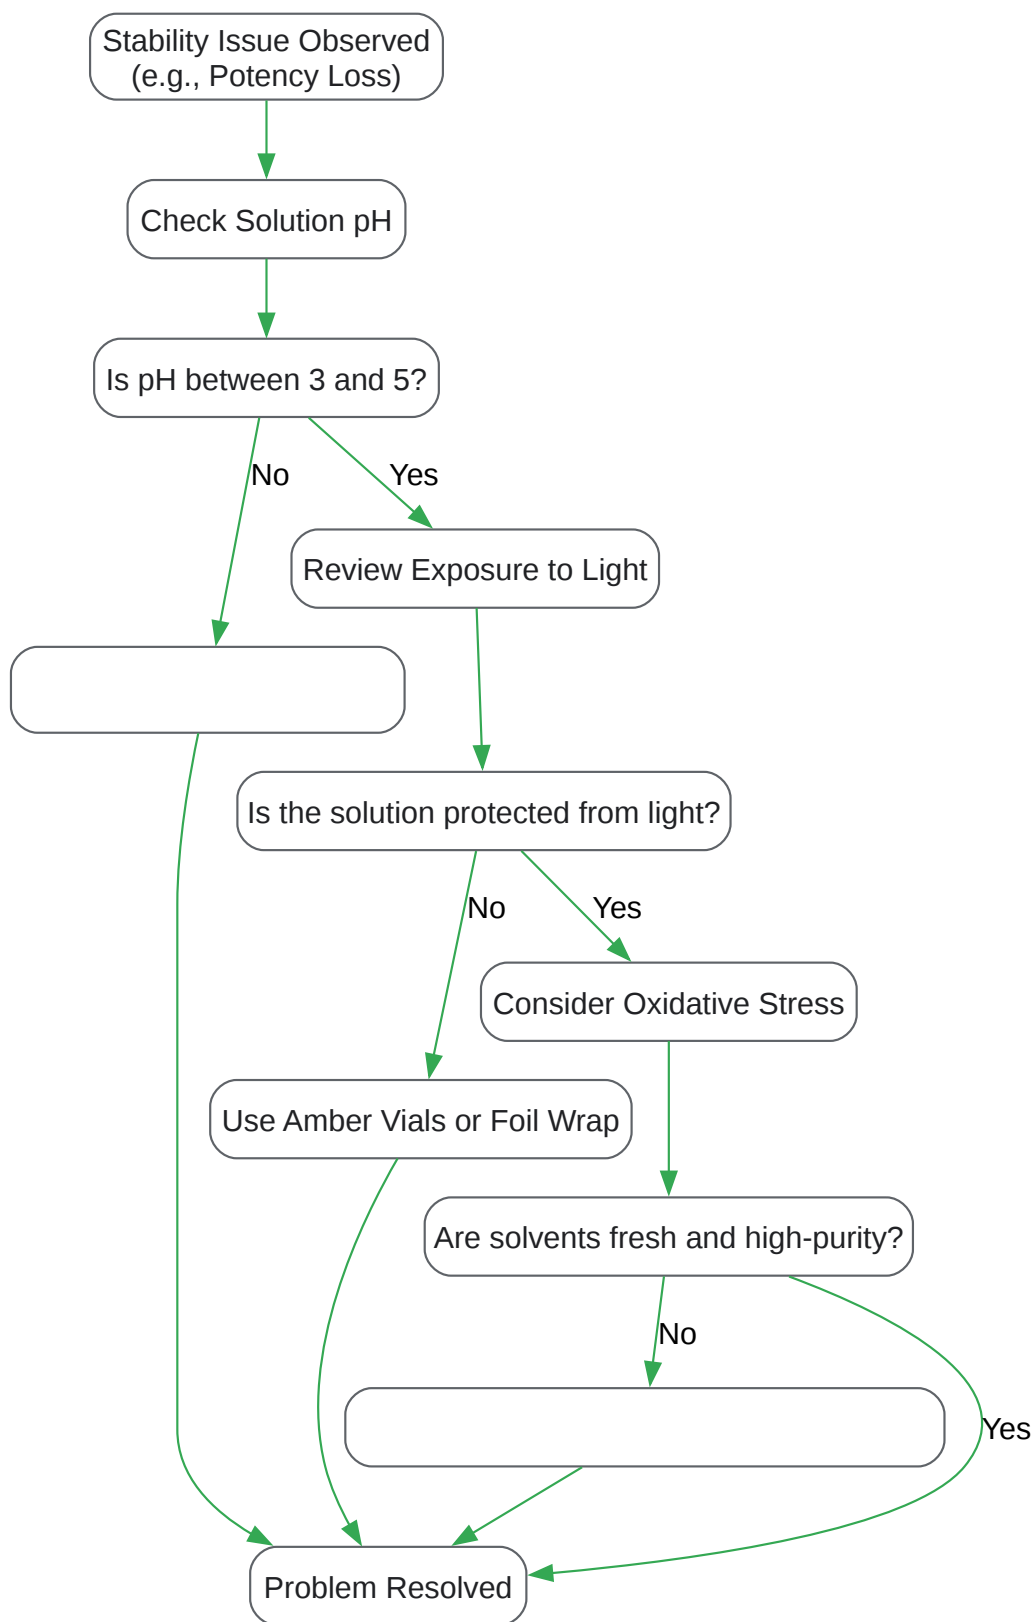 Stability Issue Observed
(e.g., Potency Loss)
Check Solution pH
Is pH between 3 and 5?
No
Yes
Review Exposure to Light
Is the solution protected from light?
No
Yes
Consider Oxidative Stress
Use Amber Vials or Foil Wrap
Are solvents fresh and high-purity?
No
Yes
Problem Resolved